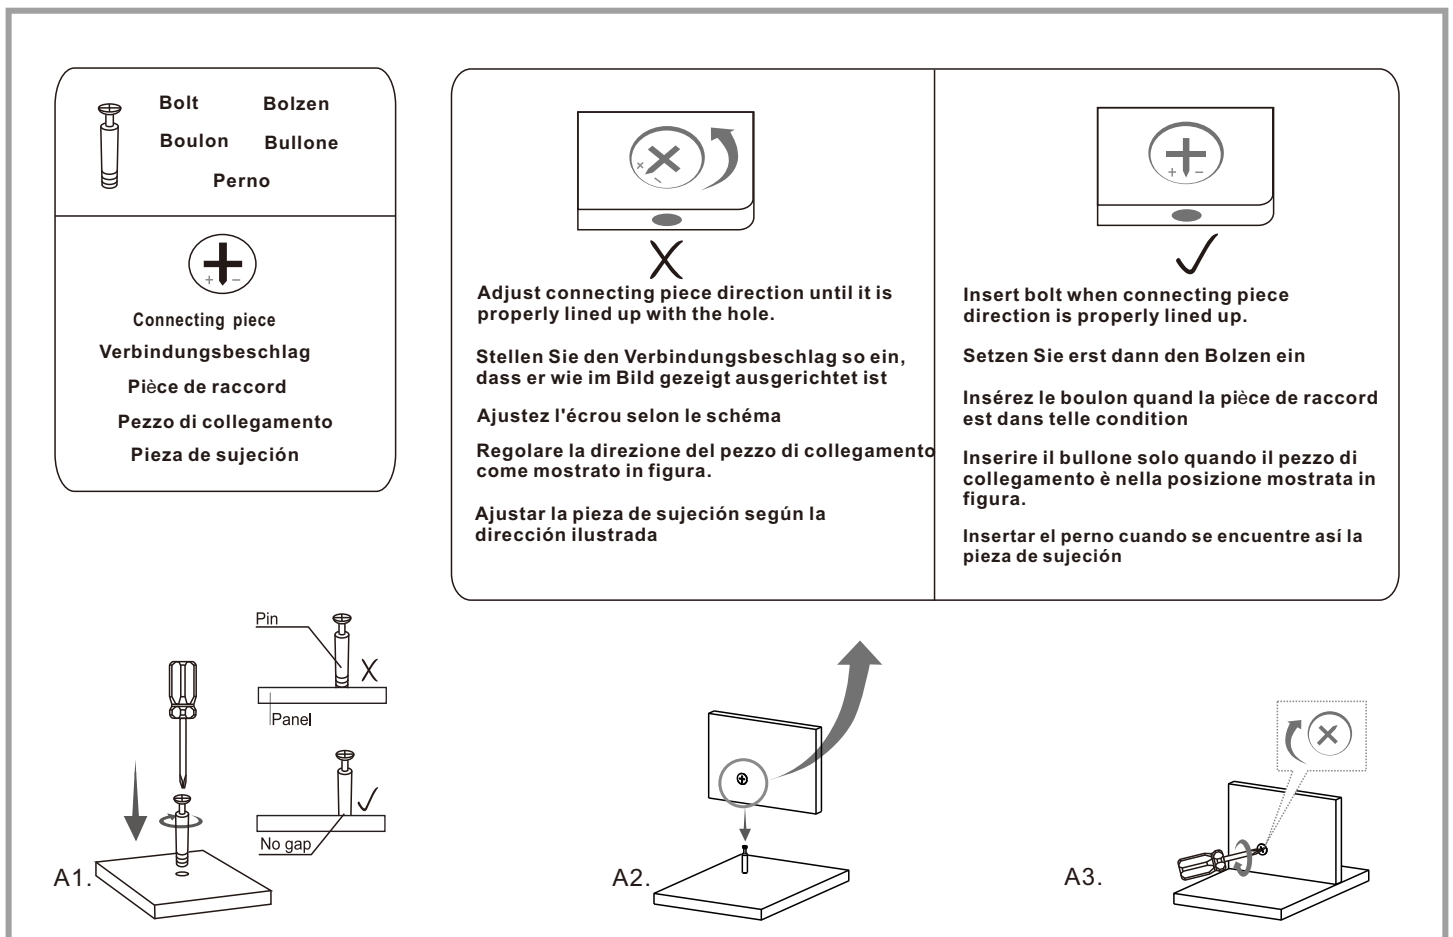 Bolt Bolzen
Boulon Bullone
Perno
+ −
Connecting piece
Verbindungsbeschlag
Pièce de raccord
Pezzo di collegamento
Pieza de sujeción
Adjust connecting piece direction until it is
properly lined up with the hole.
Stellen Sie den Verbindungsbeschlag so ein,
dass er wie im Bild gezeigt ausgerichtet ist
Ajustez l'écrou selon le schéma
Regolare la direzione del pezzo di collegamento
come mostrato in figura.
Ajustar la pieza de sujeción según la
dirección ilustrada
+ −
Insert bolt when connecting piece
direction is properly lined up.
Setzen Sie erst dann den Bolzen ein
Insérez le boulon quand la pièce de raccord
est dans telle condition
Inserire il bullone solo quando il pezzo di
collegamento è nella posizione mostrata in
figura.
Insertar el perno cuando se encuentre así la
pieza de sujeción
Pin
Panel
No gap
A1.
A2.
A3.